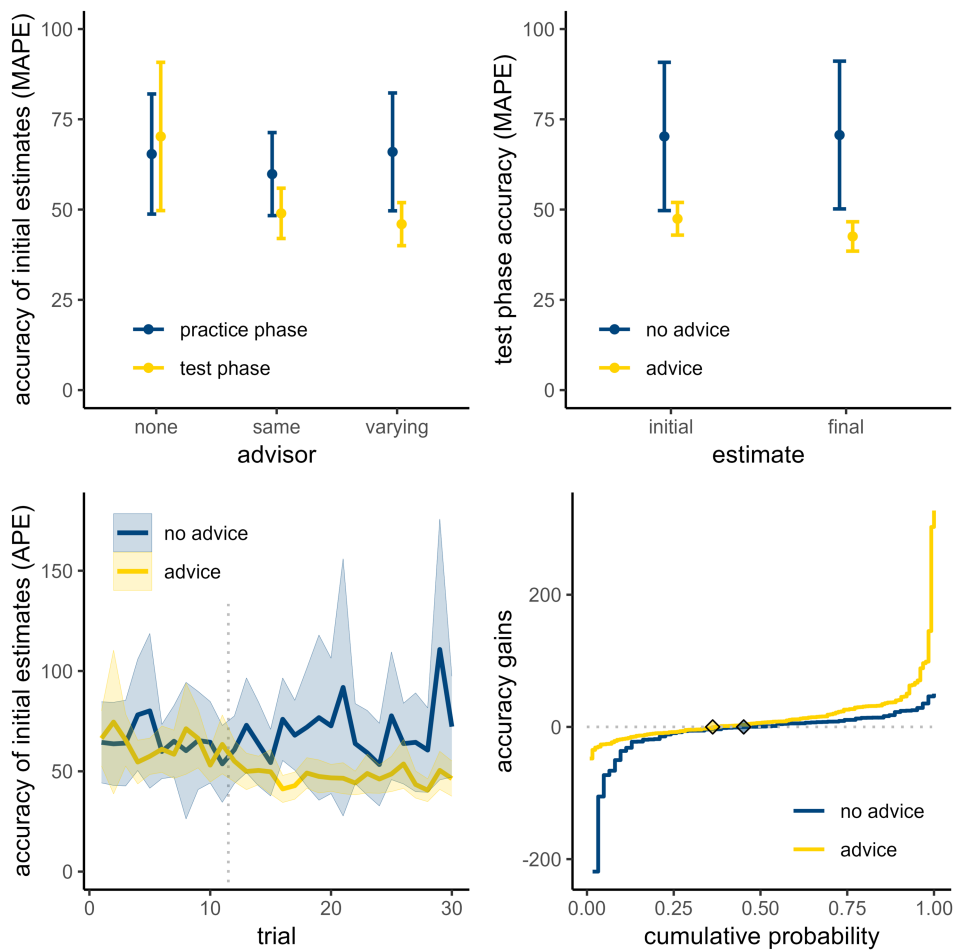 accuracy of initial estimates (MAPE)
100
75
50
25
0
practice phase
test phase
none same varying
advisor
test phase accuracy (MAPE)
100
75
50
25
0
no advice
advice
initial final
estimate
accuracy of initial estimates (APE)
150
100
50
0
no advice
advice
0 10 20 30
trial
accuracy gains
200
0
-200
no advice
advice
0.00 0.25 0.50 0.75 1.00
cumulative probability